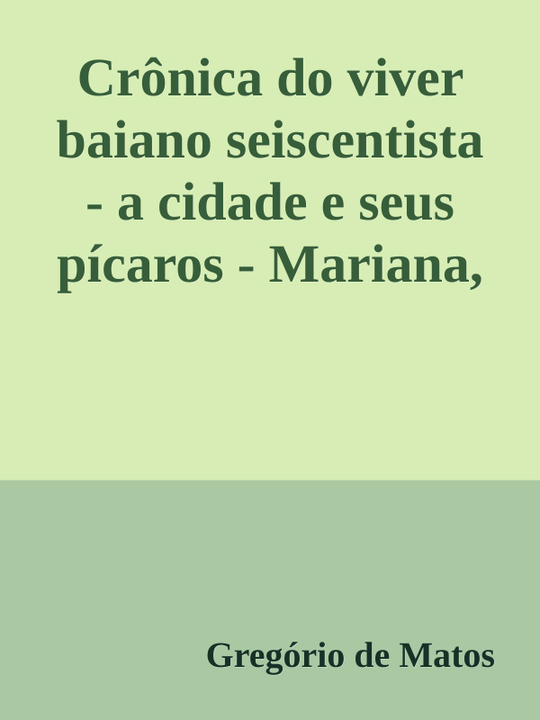 Crônica do viver
baiano seiscentista
- a cidade e seus
pícaros - Mariana,
Gregório de Matos